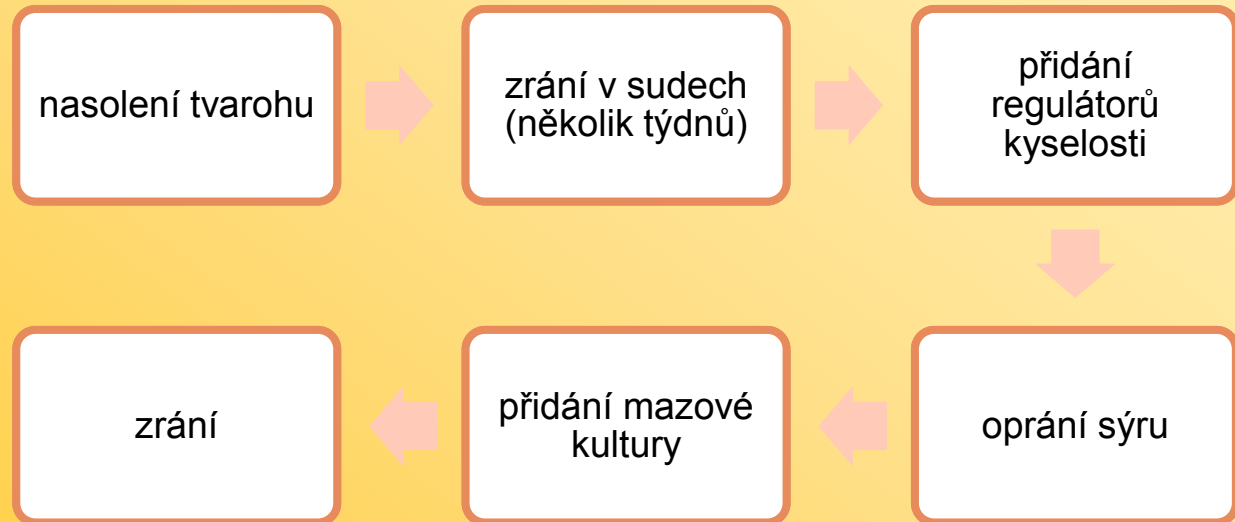 nasolení tvarohu
zrání v sudech
(několik týdnů)
přidání
regulátorů
kyselosti
oprání sýru
přidání mazové
kultury
zrání